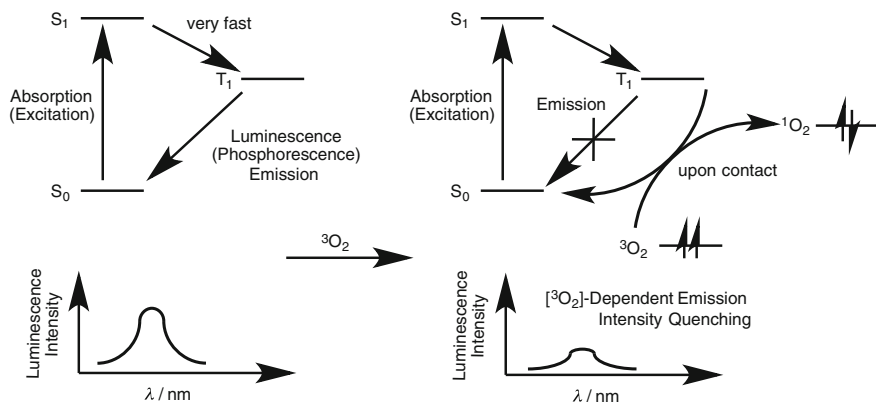 S₁
very fast
T₁
Absorption
(Excitation)
Luminescence
(Phosphorescence)
Emission
S₀
Luminescence
Intensity
λ / nm
³O₂
S₁
T₁
Absorption
(Excitation)
Emission
¹O₂
upon contact
S₀
³O₂
[³O₂]-Dependent Emission
Intensity Quenching
Luminescence
Intensity
λ / nm